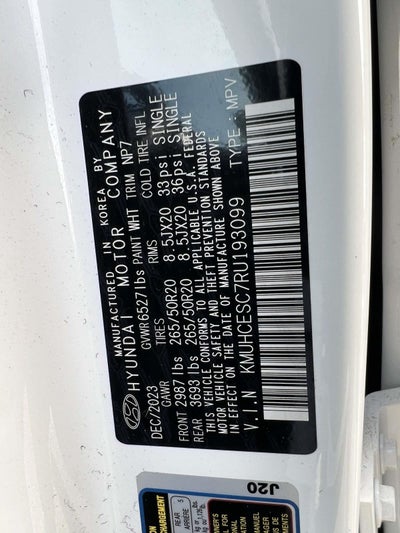 MANUFACTURED IN KOREA BY
HYUNDAI MOTOR COMPANY
DEC/2023 GVWR 6527lbs PAINT WHT TRIM NP7
GAWR TIRES RIMS COLD TIRE INFL
FRONT 2987lbs 265/50R20 8.5JX20 33psi SINGLE
REAR 3693lbs 265/50R20 8.5JX20 36psi SINGLE
THIS VEHICLE CONFORMS TO ALL APPLICABLE U.S.A. FEDERAL
MOTOR VEHICLE SAFETY AND THEFT PREVENTION STANDARDS
IN EFFECT ON THE DATE OF MANUFACTURE SHOWN ABOVE
V.I.N KMUHCESC7RU193099 TYPE : MPV
J20
REAR
ARRIÈRE
5